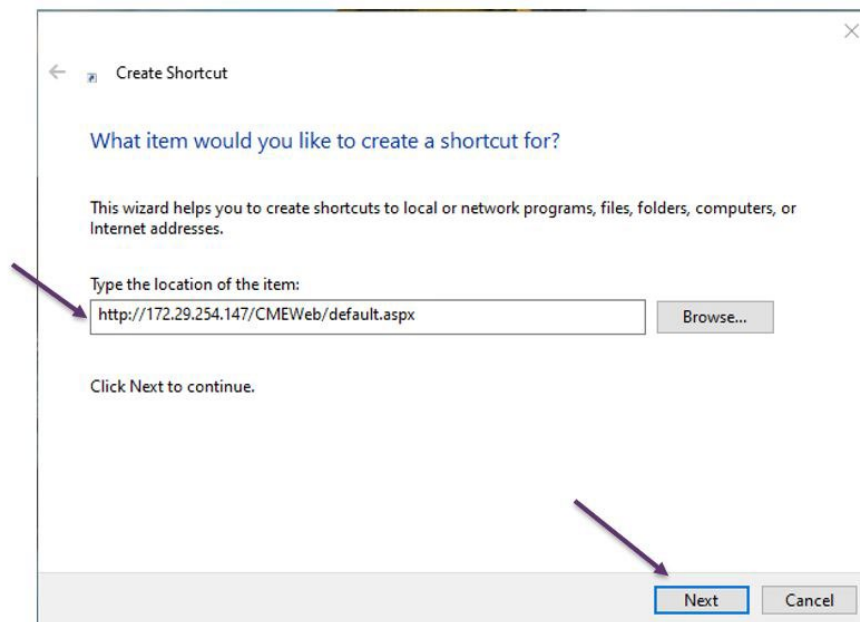 Create Shortcut
What item would you like to create a shortcut for?
This wizard helps you to create shortcuts to local or network programs, files, folders, computers, or
Internet addresses.
Type the location of the item:
http://172.29.254.147/CMEWeb/default.aspx
Browse...
Click Next to continue.
Next
Cancel